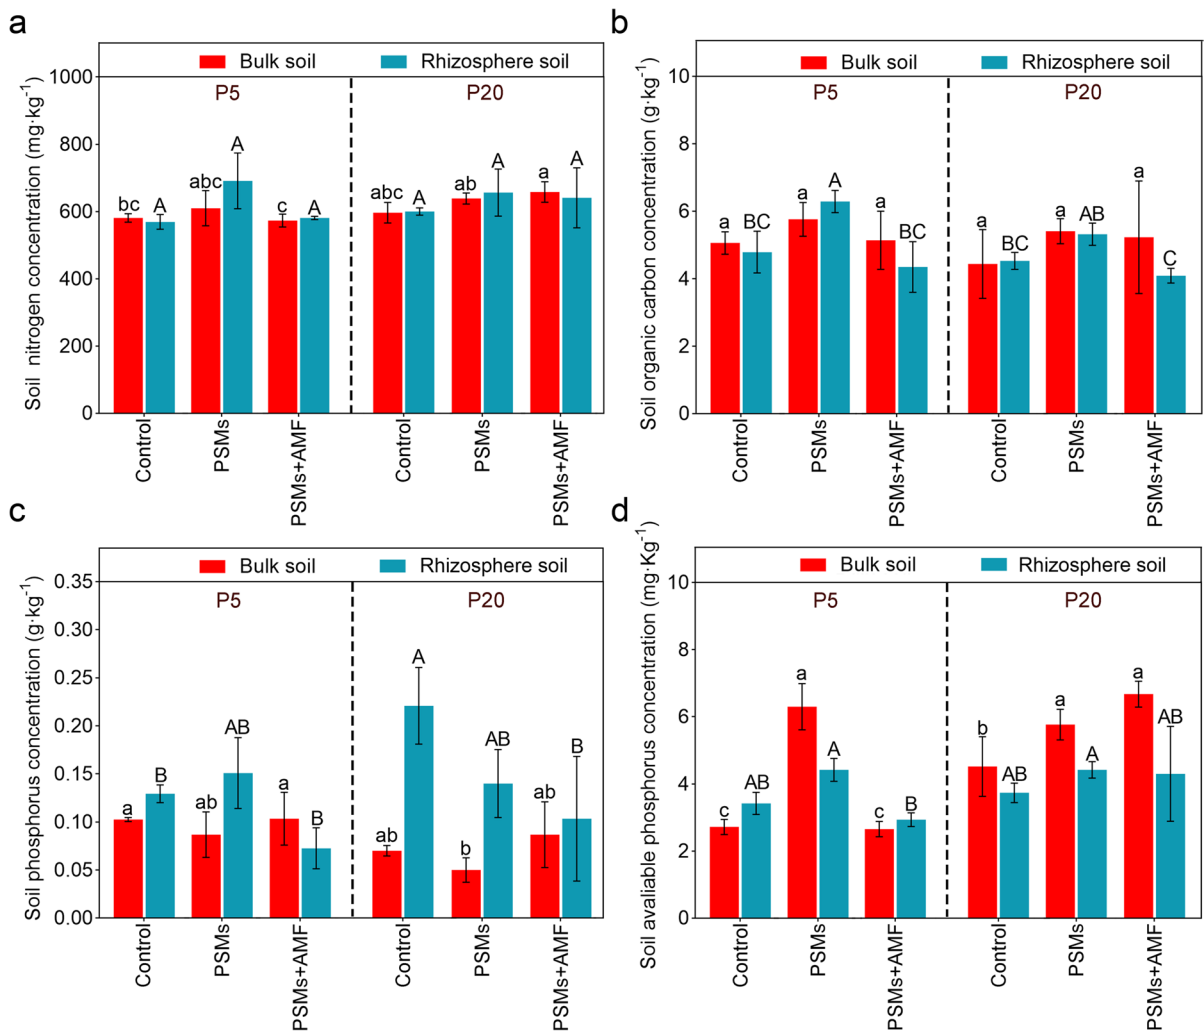 a
Bulk soil Rhizosphere soil
P5 P20
Soil nitrogen concentration (mg·kg-1)
1000
800
600
400
200
0
bc A abc A c A abc A ab A a A
Control PSMs PSMs+AMF Control PSMs PSMs+AMF
b
Bulk soil Rhizosphere soil
P5 P20
Soil organic carbon concentration (g·kg-1)
10
8
6
4
2
0
a BC a A a BC a BC a AB a C
Control PSMs PSMs+AMF Control PSMs PSMs+AMF
c
Bulk soil Rhizosphere soil
P5 P20
Soil phosphorus concentration (g·kg-1)
0.35
0.30
0.25
0.20
0.15
0.10
0.05
0.00
a B ab AB a B ab A b AB ab B
Control PSMs PSMs+AMF Control PSMs PSMs+AMF
d
Bulk soil Rhizosphere soil
P5 P20
Soil avaliable phosphorus concentration (mg·Kg-1)
10
8
6
4
2
0
c AB a A c B b AB a A a AB
Control PSMs PSMs+AMF Control PSMs PSMs+AMF